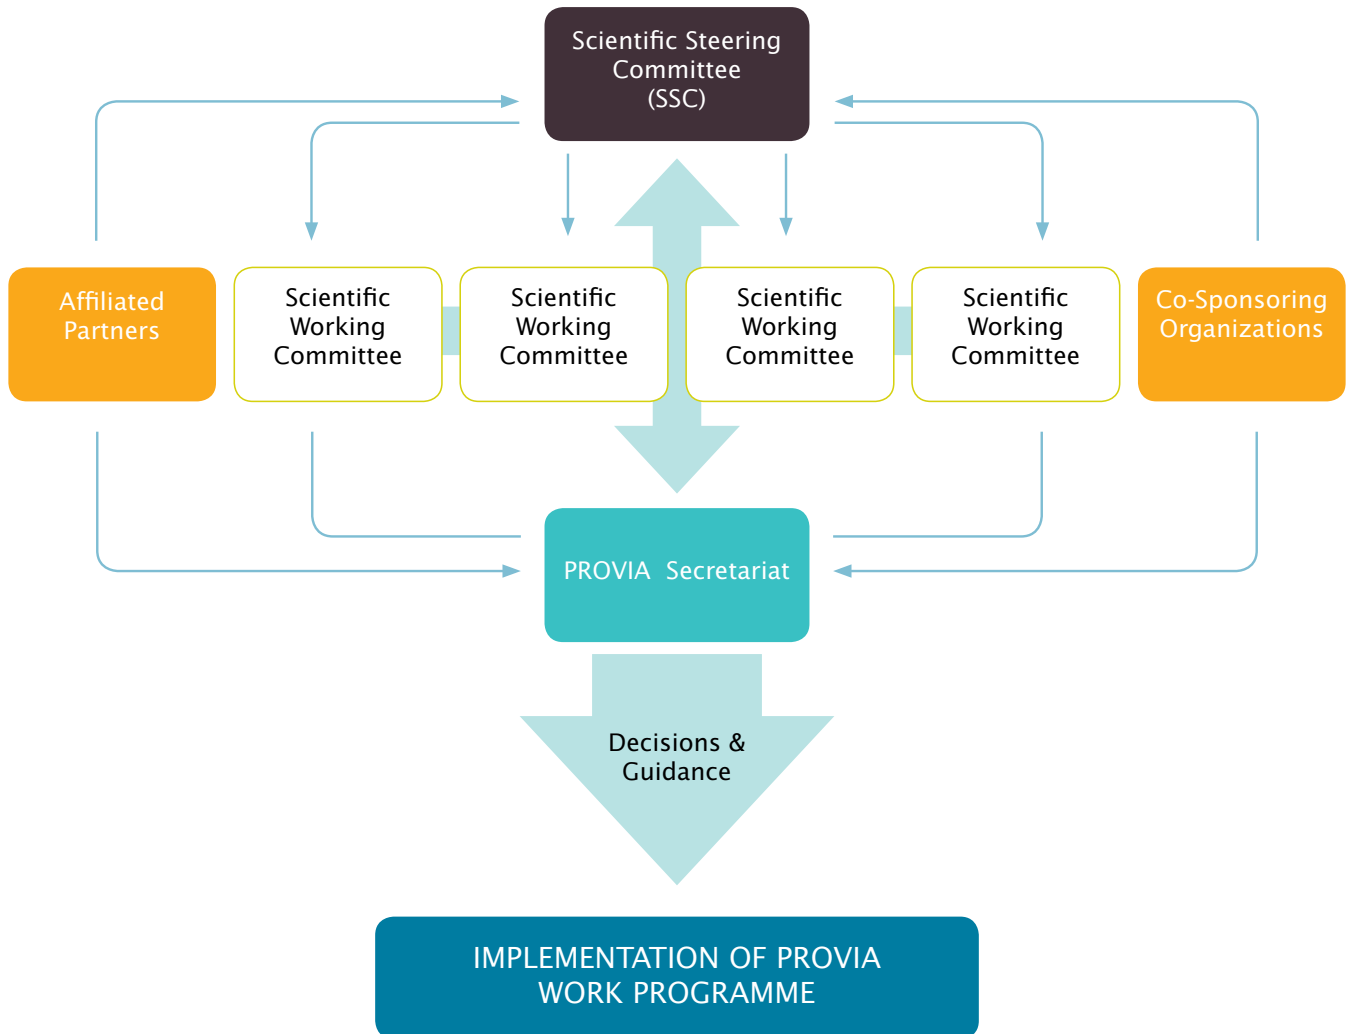 Scientific Steering
Committee
(SSC)
Affiliated
Partners
Scientific
Working
Committee
Scientific
Working
Committee
Scientific
Working
Committee
Scientific
Working
Committee
Co-Sponsoring
Organizations
PROVIA Secretariat
Decisions &
Guidance
IMPLEMENTATION OF PROVIA
WORK PROGRAMME